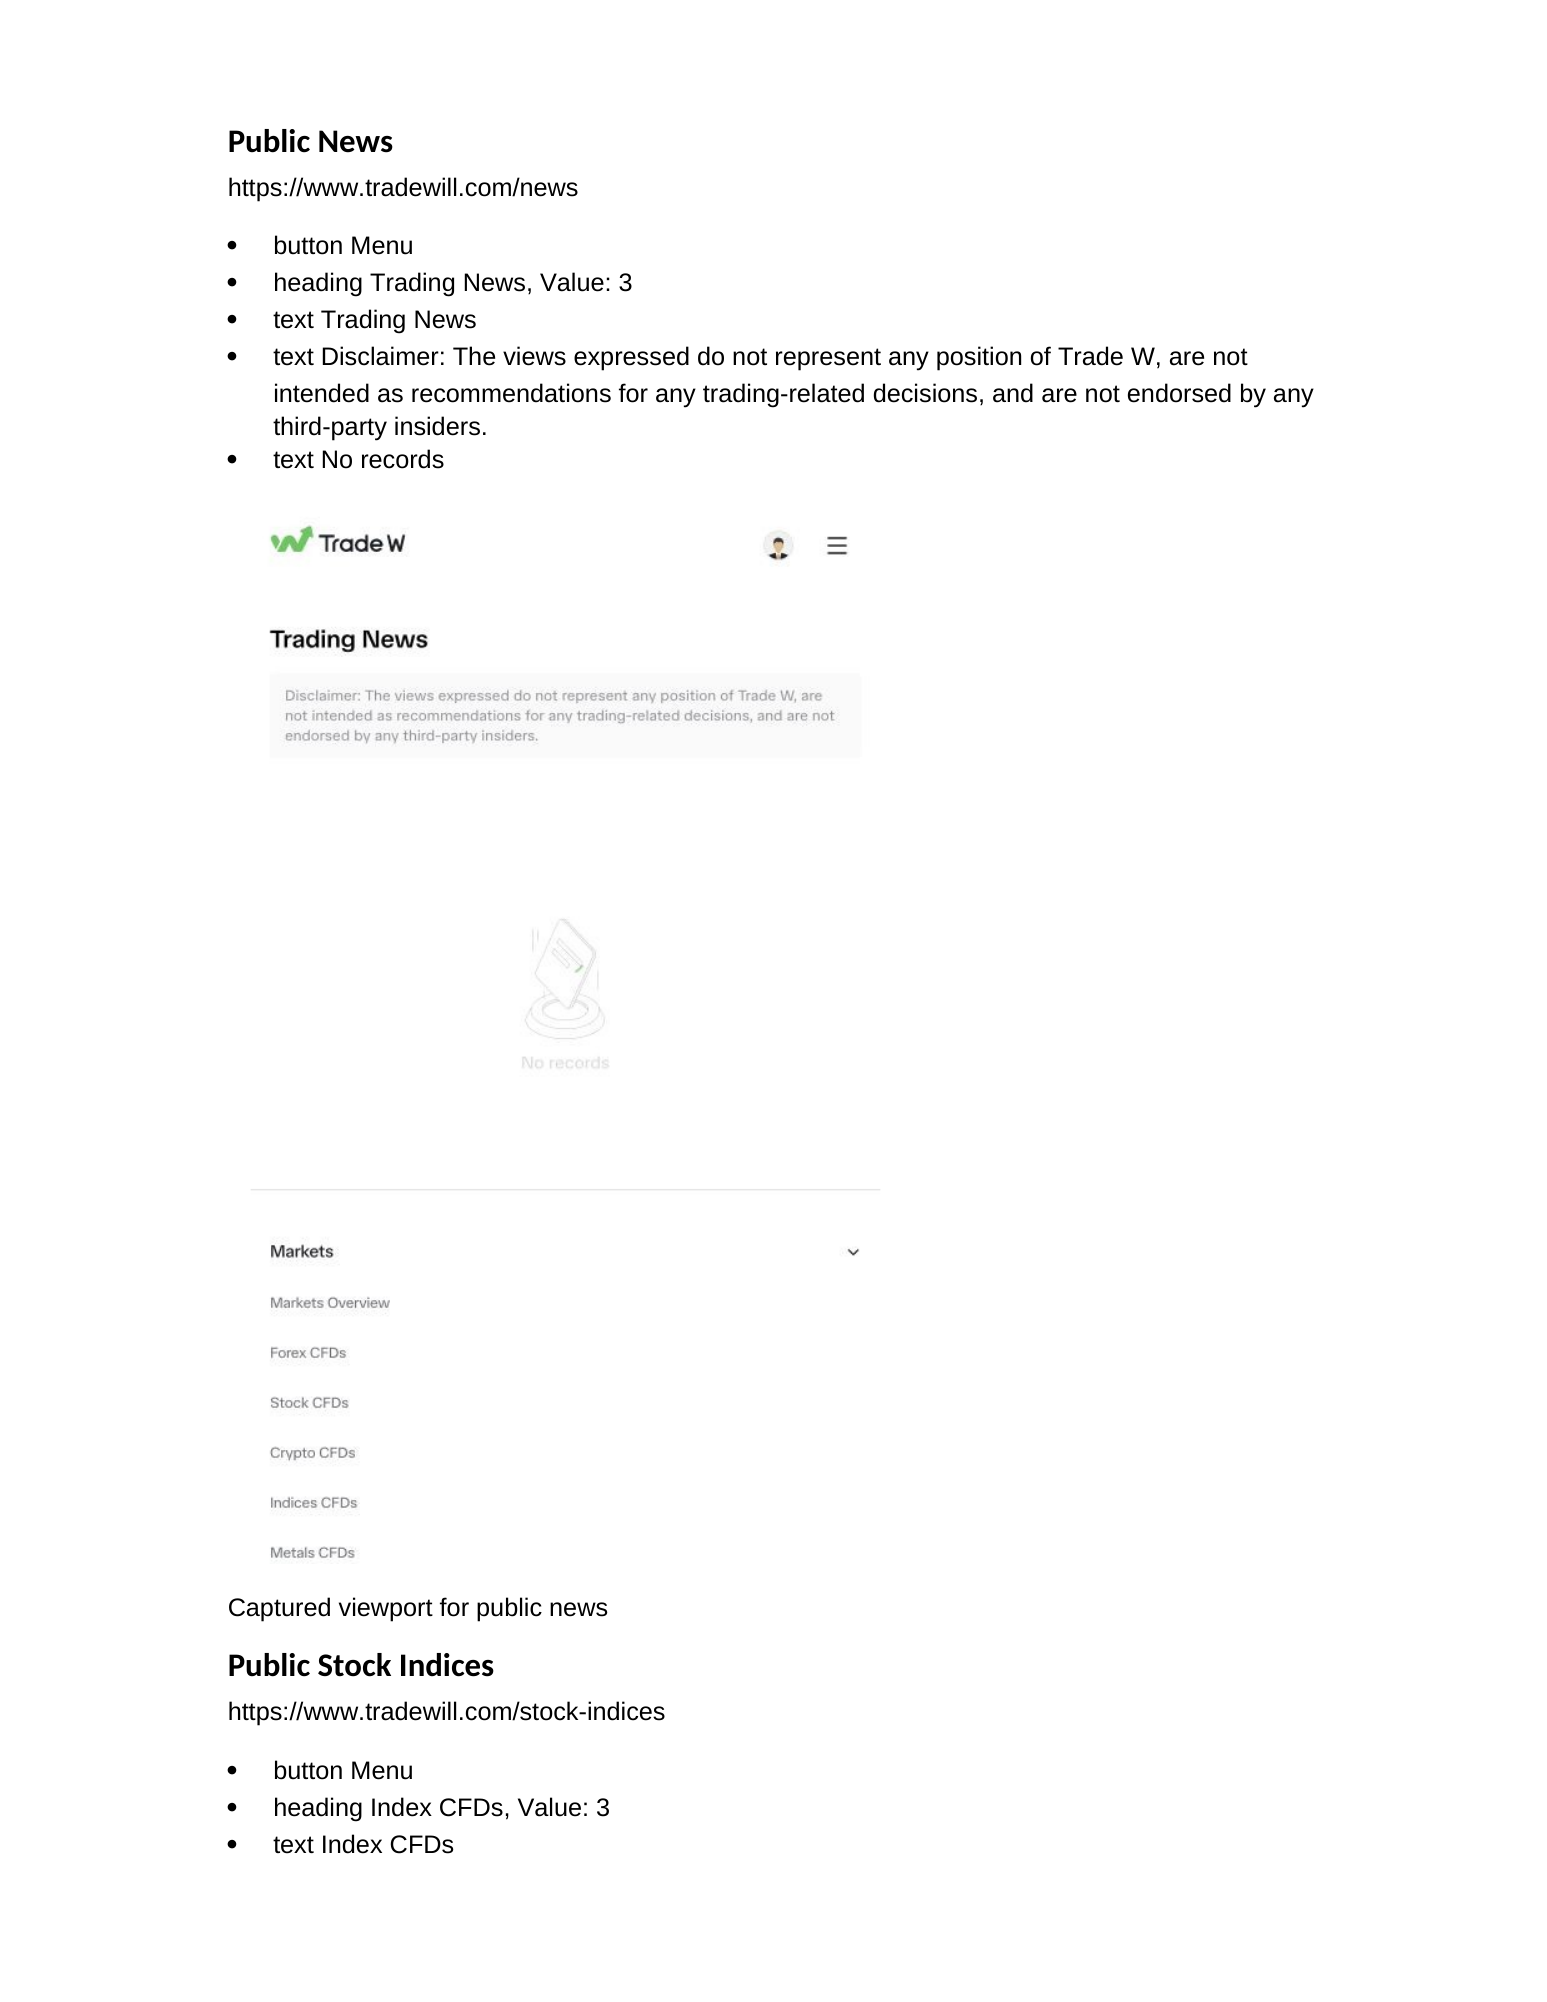 Public News
https://www.tradewill.com/news
• button Menu
• heading Trading News, Value: 3
• text Trading News
• text Disclaimer: The views expressed do not represent any position of Trade W, are not
intended as recommendations for any trading-related decisions, and are not endorsed by any
third-party insiders.
• text No records
Trade W
Trading News
Disclaimer: The views expressed do not represent any position of Trade W, are
not intended as recommendations for any trading-related decisions, and are not
endorsed by any third-party insiders.
No records
Markets
Markets Overview
Forex CFDs
Stock CFDs
Crypto CFDs
Indices CFDs
Metals CFDs
Captured viewport for public news
Public Stock Indices
https://www.tradewill.com/stock-indices
• button Menu
• heading Index CFDs, Value: 3
• text Index CFDs